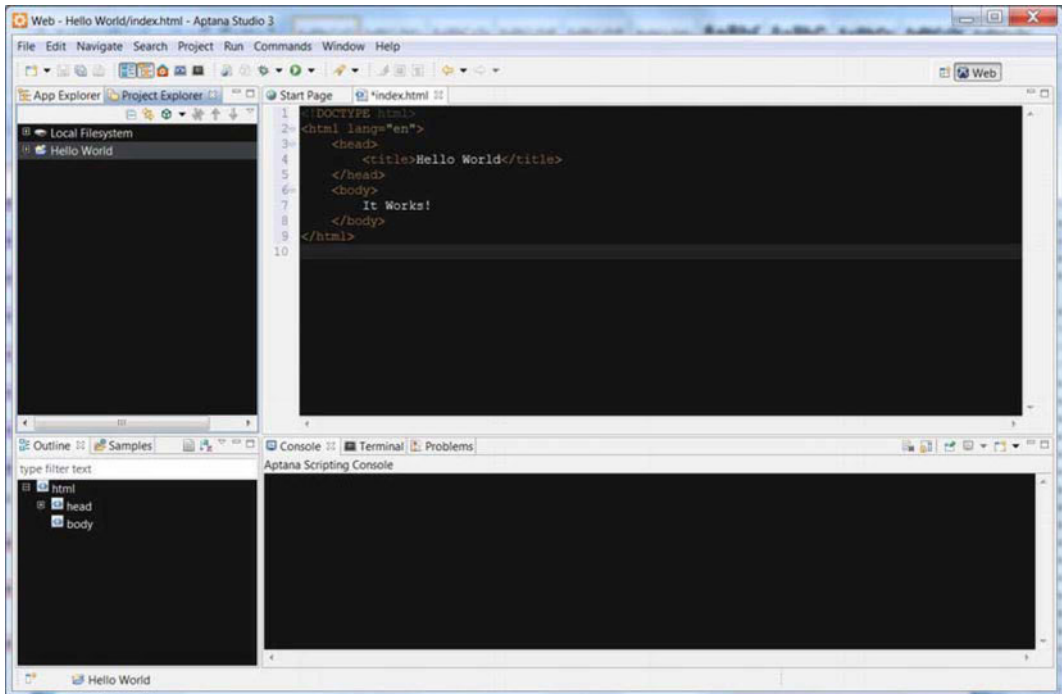 Web - Hello World/index.html - Aptana Studio 3
File Edit Navigate Search Project Run Commands Window Help
Web
App Explorer Project Explorer
Start Page *index.html
Local Filesystem
Hello World
1 <!DOCTYPE html>
2 <html lang="en">
3 <head>
4 <title>Hello World</title>
5 </head>
6 <body>
7 It Works!
8 </body>
9 </html>
10
Outline Samples
Console Terminal Problems
type filter text
Aptana Scripting Console
html
head
body
Hello World